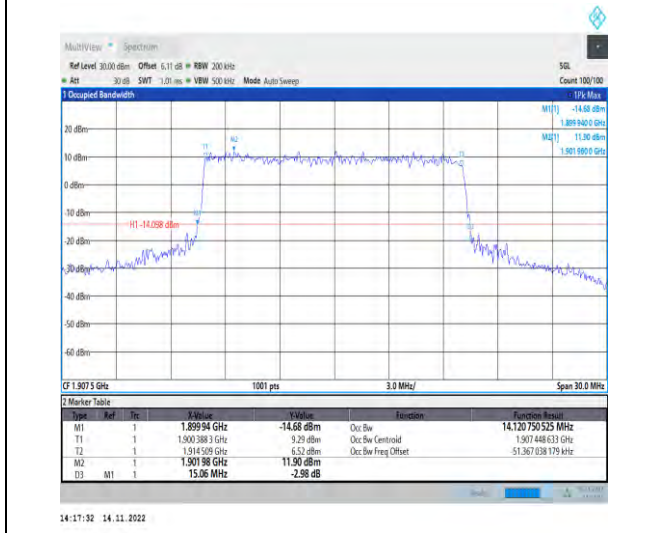 MultiView Spectrum
Ref Level 30.00 dBm Offset 6.11 dB RBW 200 kHz SGL
Att 30 dB SWT 1.01 ms VBW 500 kHz Mode Auto Sweep Count 100/100
1 Occupied Bandwidth 1Pk Max
M1[1] -14.68 dBm
1.899 940 0 GHz
20 dBm
M2
T1
11.90 dBm
1.901 980 0 GHz
10 dBm
0 dBm
-10 dBm
H1 -14.098 dBm
-20 dBm
-30 dBm
-40 dBm
-50 dBm
-60 dBm
CF 1.907 5 GHz 1001 pts 3.0 MHz/ Span 30.0 MHz
2 Marker Table
Type Ref Trc X-Value Y-Value Function Function Result
M1 1 1.899 94 GHz -14.68 dBm Occ Bw 14.120 750 525 MHz
T1 1 1.900 388 3 GHz 9.29 dBm Occ Bw Centroid 1.907 448 633 GHz
T2 1 1.914 509 GHz 6.52 dBm Occ Bw Freq Offset -51.367 038 179 kHz
M2 1 1.901 98 GHz 11.90 dBm
D3 M1 1 15.06 MHz -2.98 dB
14:17:32 14.11.2022